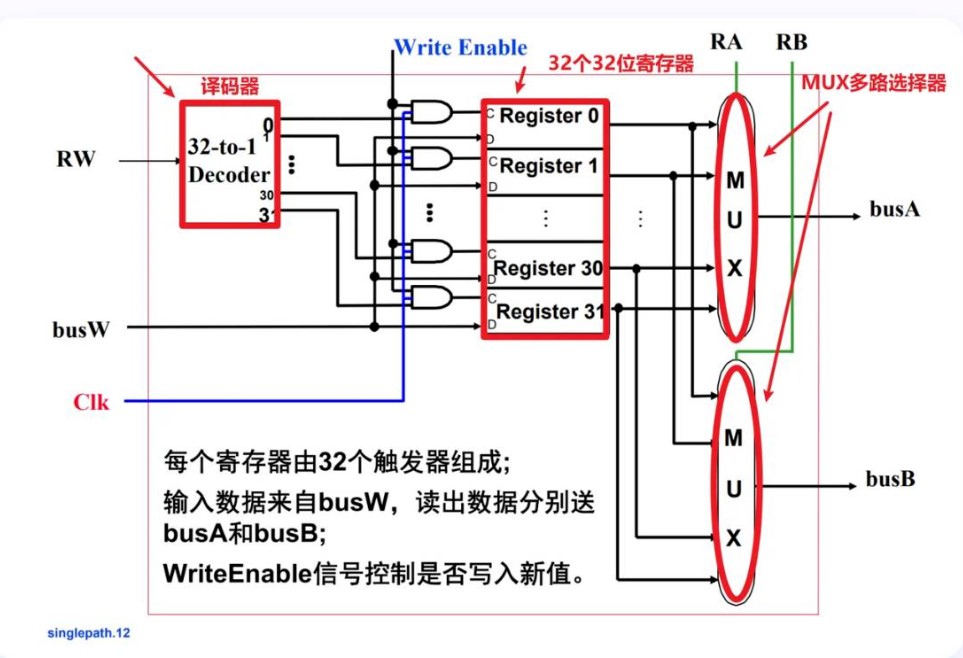 Write Enable
RA
RB
32个32位寄存器
MUX多路选择器
译码器
0
1
32-to-1
Decoder
30
31
RW
C
Register 0
D
C
Register 1
D
C
Register 30
D
C
Register 31
D
M
U
X
busA
busW
Clk
M
U
X
busB
每个寄存器由32个触发器组成;
输入数据来自busW，读出数据分别送
busA和busB;
WriteEnable信号控制是否写入新值。
singlepath.12